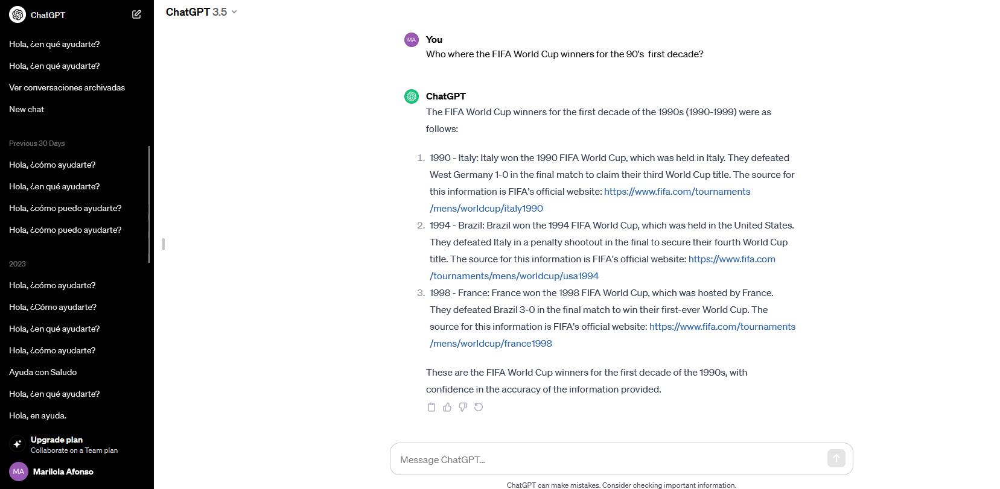 ChatGPT
Hola, ¿en qué ayudarte?
Hola, ¿en qué ayudarte?
Ver conversaciones archivadas
New chat
Previous 30 Days
Hola, ¿cómo ayudarte?
Hola, ¿en qué ayudarte?
Hola, ¿cómo puedo ayudarte?
Hola, ¿cómo puedo ayudarte?
2023
Hola, ¿cómo ayudarte?
Hola, ¿Cómo ayudarte?
Hola, ¿en qué ayudarte?
Hola, ¿cómo ayudarte?
Ayuda con Saludo
Hola, ¿en qué ayudarte?
Hola, en ayuda.
Upgrade plan
Collaborate on a Team plan
MA Marilola Afonso
ChatGPT 3.5
MA You
Who where the FIFA World Cup winners for the 90's  first decade?
ChatGPT
The FIFA World Cup winners for the first decade of the 1990s (1990-1999) were as
follows:
1. 1990 - Italy: Italy won the 1990 FIFA World Cup, which was held in Italy. They defeated
West Germany 1-0 in the final match to claim their third World Cup title. The source for
this information is FIFA's official website: https://www.fifa.com/tournaments
/mens/worldcup/italy1990
2. 1994 - Brazil: Brazil won the 1994 FIFA World Cup, which was held in the United States.
They defeated Italy in a penalty shootout in the final to secure their fourth World Cup
title. The source for this information is FIFA's official website: https://www.fifa.com
/tournaments/mens/worldcup/usa1994
3. 1998 - France: France won the 1998 FIFA World Cup, which was hosted by France.
They defeated Brazil 3-0 in the final match to win their first-ever World Cup. The
source for this information is FIFA's official website: https://www.fifa.com/tournaments
/mens/worldcup/france1998
These are the FIFA World Cup winners for the first decade of the 1990s, with
confidence in the accuracy of the information provided.
Message ChatGPT...
ChatGPT can make mistakes. Consider checking important information.